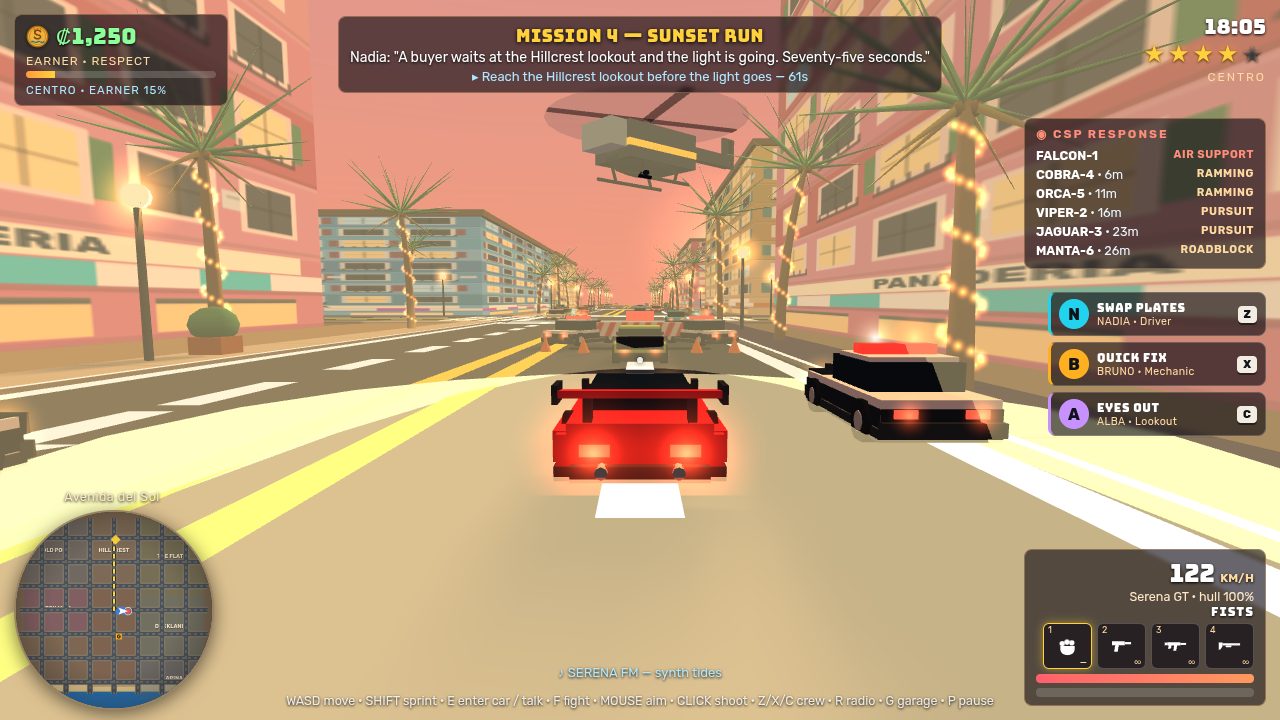 ₡1,250
EARNER • RESPECT
CENTRO • EARNER 15%
MISSION 4 — SUNSET RUN
Nadia: "A buyer waits at the Hillcrest lookout and the light is going. Seventy-five seconds."
▸ Reach the Hillcrest lookout before the light goes — 61s
18:05
CENTRO
CSP RESPONSE
FALCON-1 AIR SUPPORT
COBRA-4 • 6m RAMMING
ORCA-5 • 11m RAMMING
VIPER-2 • 16m PURSUIT
JAGUAR-3 • 23m PURSUIT
MANTA-6 • 26m ROADBLOCK
ERIA
PANADERIA
N SWAP PLATES Z
NADIA • Driver
B QUICK FIX X
BRUNO • Mechanic
A EYES OUT C
ALBA • Lookout
Avenida del Sol
122 KM/H
Serena GT • hull 100%
FISTS
1 2 3 4
♪ SERENA FM — synth tides
WASD move • SHIFT sprint • E enter car / talk • F fight • MOUSE aim • CLICK shoot • Z/X/C crew • R radio • G garage • P pause